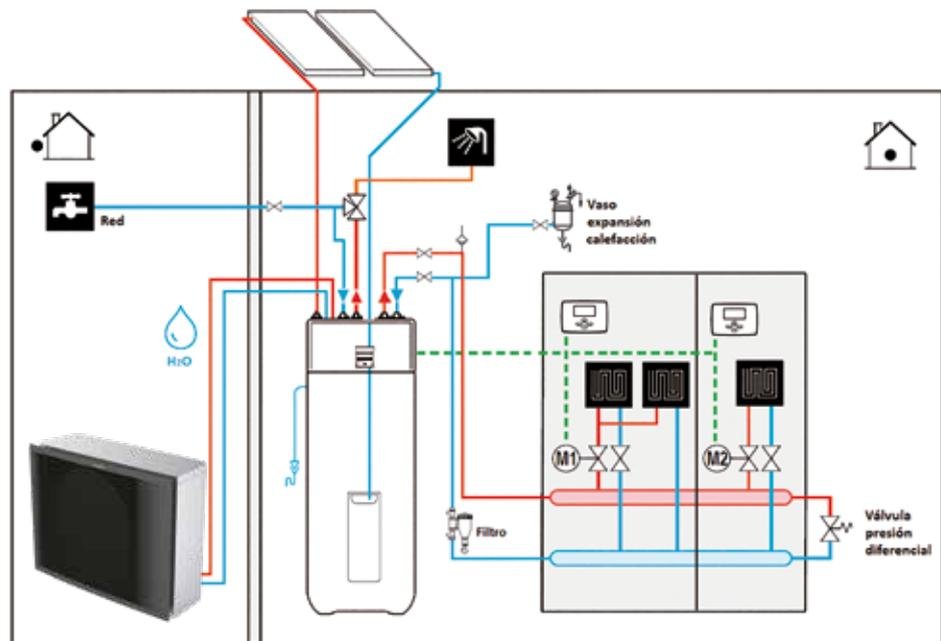 Red
Vaso
expansión
calefacción
H₂O
M1
M2
Filtro
Válvula
presión
diferencial